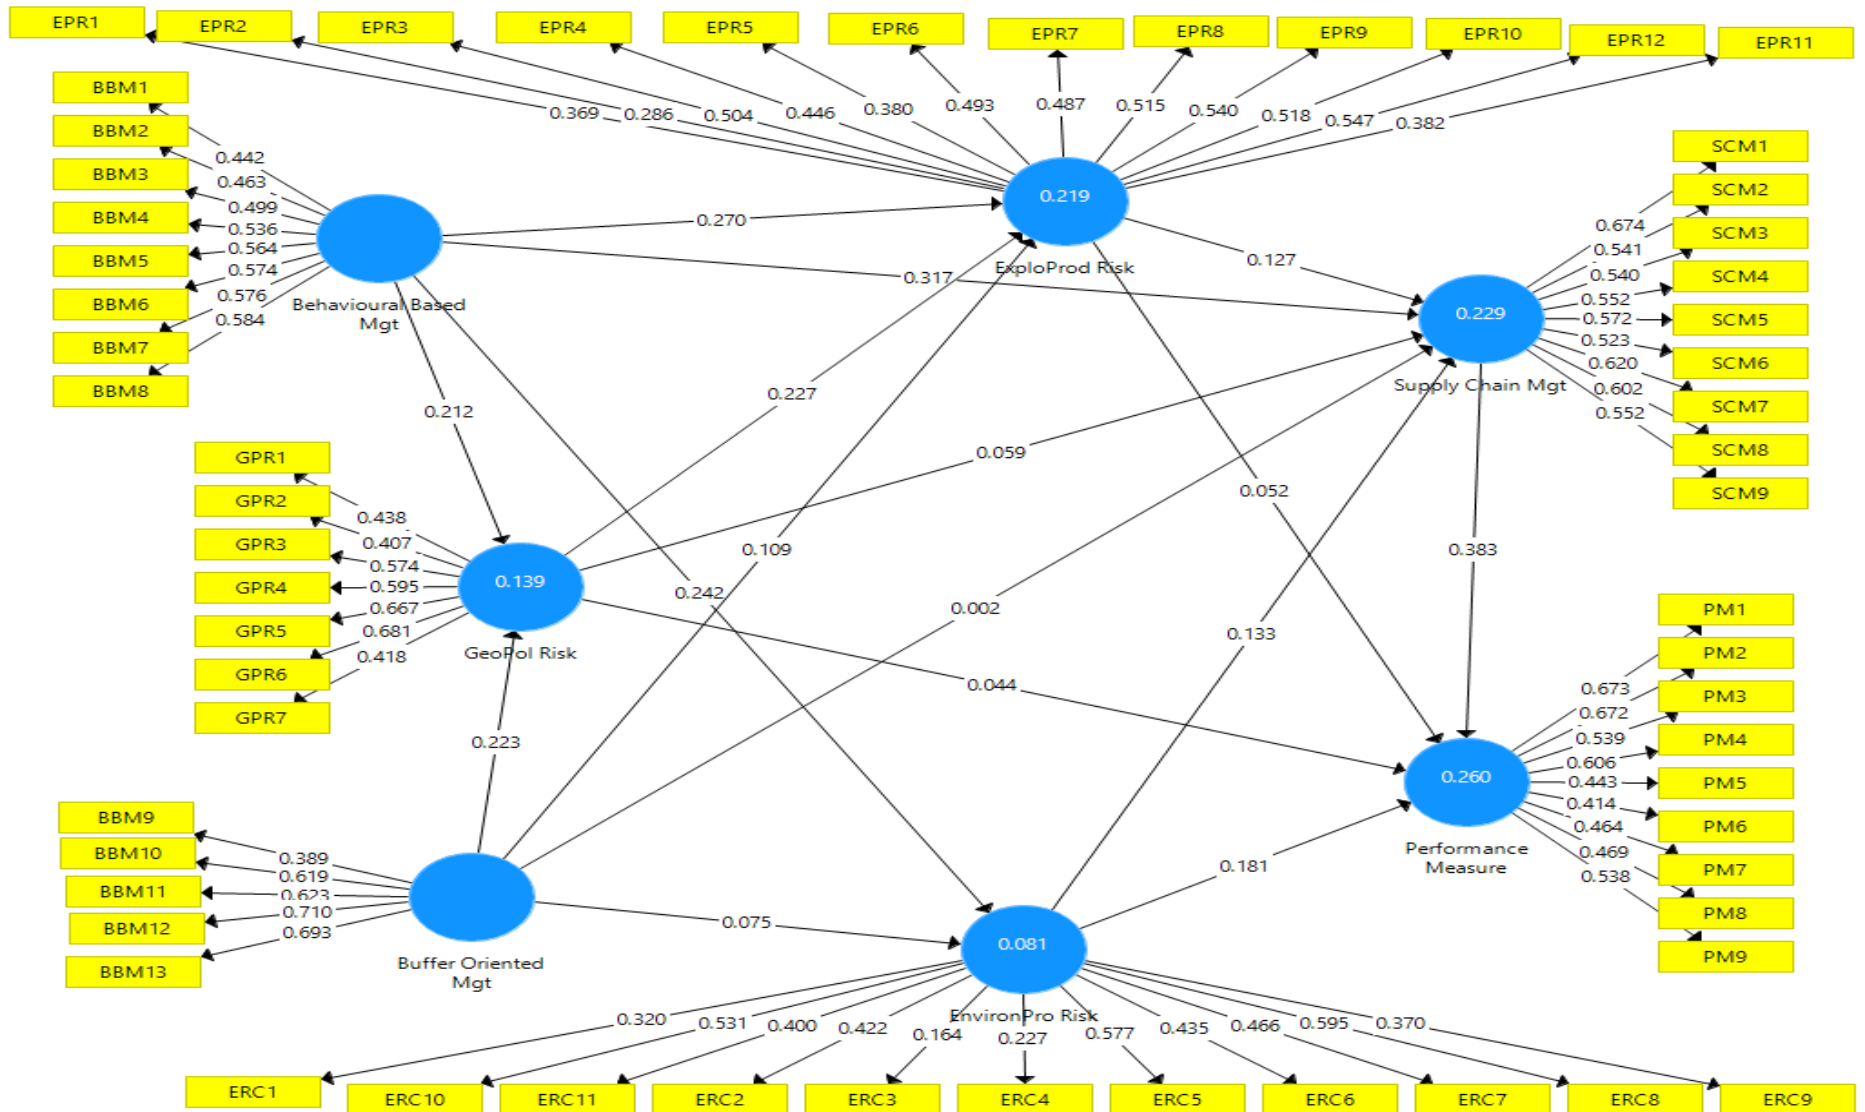 EPR1
EPR2
EPR3
EPR4
EPR5
EPR6
EPR7
EPR8
EPR9
EPR10
EPR12
EPR11
0.369
0.286
0.504
0.446
0.380
0.493
0.487
0.515
0.540
0.518
0.547
0.382
BBM1
BBM2
BBM3
BBM4
BBM5
BBM6
BBM7
BBM8
0.442
0.463
0.499
0.536
0.564
0.574
0.576
0.584
Behavioural Based
Mgt
0.270
0.317
0.212
0.242
0.219
ExploProd Risk
0.127
0.052
SCM1
SCM2
SCM3
SCM4
SCM5
SCM6
SCM7
SCM8
SCM9
0.674
0.541
0.540
0.552
0.572
0.523
0.620
0.602
0.552
0.229
Supply Chain Mgt
0.383
GPR1
GPR2
GPR3
GPR4
GPR5
GPR6
GPR7
0.438
0.407
0.574
0.595
0.667
0.681
0.418
0.139
GeoPol Risk
0.227
0.059
0.044
0.109
0.002
0.133
0.223
0.075
0.181
BBM9
BBM10
BBM11
BBM12
BBM13
0.389
0.619
0.623
0.710
0.693
Buffer Oriented
Mgt
PM1
PM2
PM3
PM4
PM5
PM6
PM7
PM8
PM9
0.673
0.672
0.539
0.606
0.443
0.414
0.464
0.469
0.538
0.260
Performance
Measure
0.081
EnvironPro Risk
0.320
0.531
0.400
0.422
0.164
0.227
0.577
0.435
0.466
0.595
0.370
ERC1
ERC10
ERC11
ERC2
ERC3
ERC4
ERC5
ERC6
ERC7
ERC8
ERC9